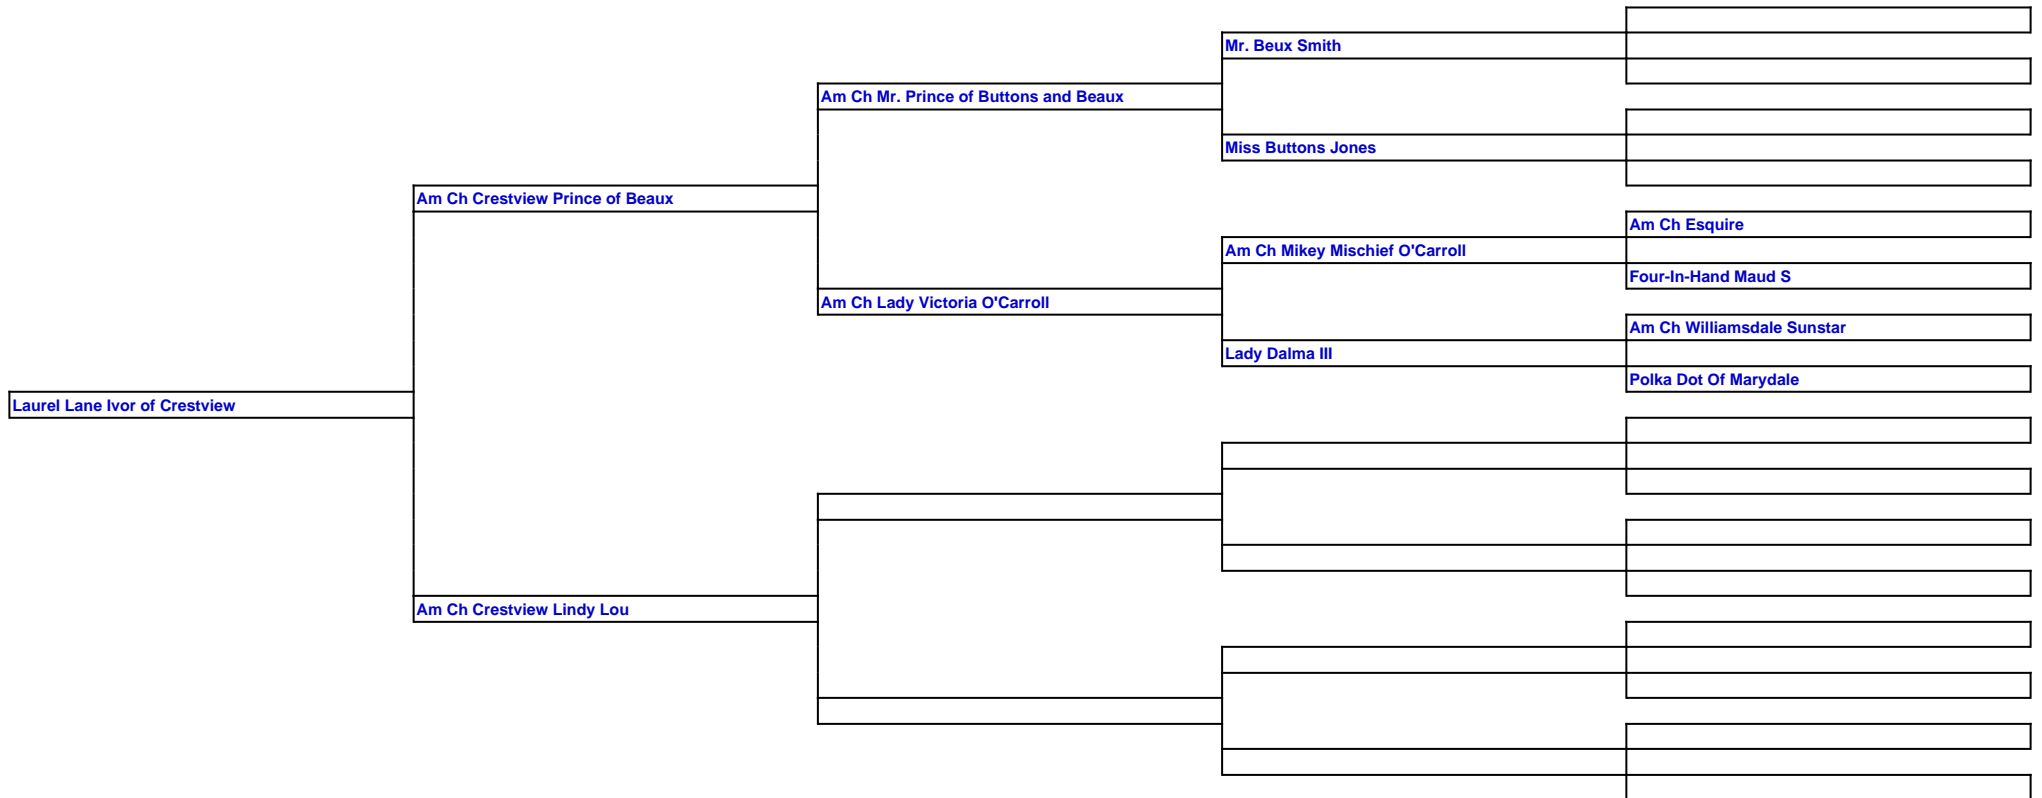 Mr. Beux Smith
Am Ch Mr. Prince of Buttons and Beaux
Miss Buttons Jones
Am Ch Crestview Prince of Beaux
Am Ch Esquire
Am Ch Mikey Mischief O'Carroll
Four-In-Hand Maud S
Am Ch Lady Victoria O'Carroll
Am Ch Williamsdale Sunstar
Lady Dalma III
Polka Dot Of Marydale
Laurel Lane Ivor of Crestview
Am Ch Crestview Lindy Lou